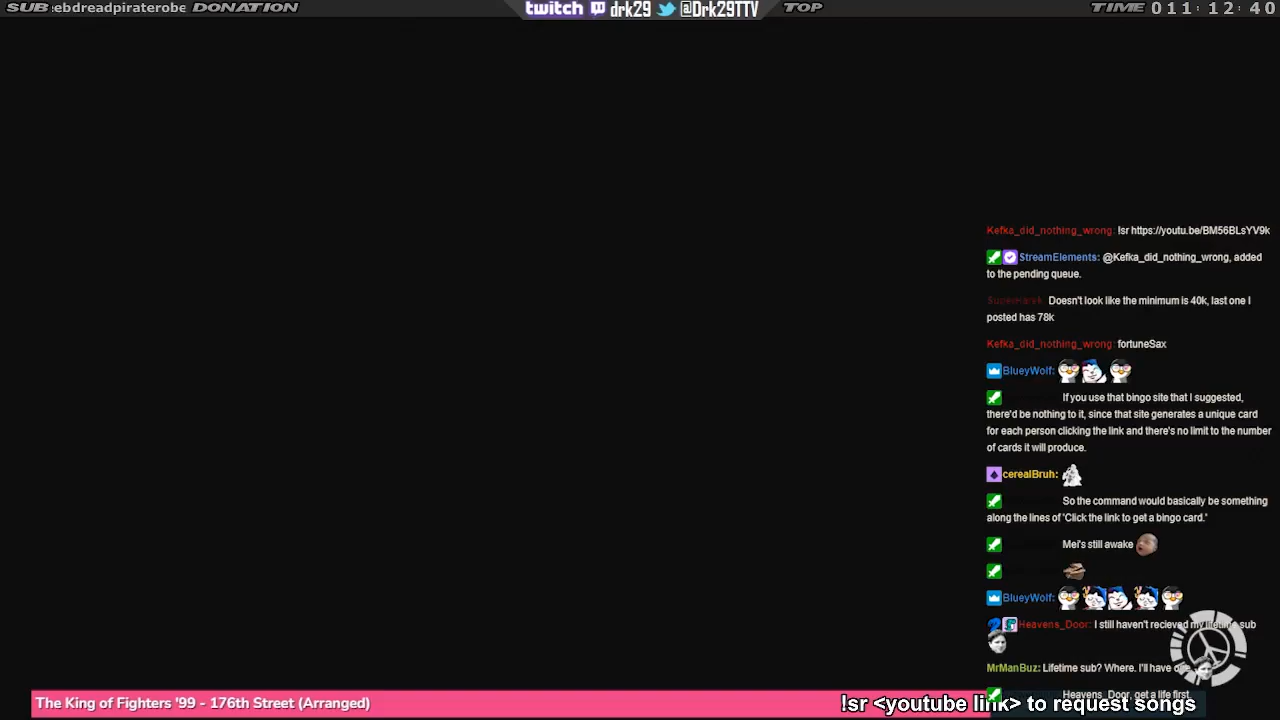 SUB :ebdreadpiraterobe DONATION
twitch drk29 @Drk29TTV
TOP
TIME 011:12:40
Kefka_did_nothing_wrong: !sr https://youtu.be/BM56BLsYV9k
StreamElements: @Kefka_did_nothing_wrong, added
to the pending queue.
Doesn't look like the minimum is 40k, last one I
posted has 78k
Kefka_did_nothing_wrong: fortuneSax
BlueyWolf:
If you use that bingo site that I suggested,
there'd be nothing to it, since that site generates a unique card
for each person clicking the link and there's no limit to the number
of cards it will produce.
cerealBruh:
So the command would basically be something
along the lines of "Click the link to get a bingo card."
Mei's still awake
BlueyWolf:
Heavens_Door: I still haven't recieved my lifetime sub
MrManBuz: Lifetime sub? Where. I'll have one
Heavens_Door, get a life first
The King of Fighters '99 - 176th Street (Arranged)
!sr <youtube link> to request songs